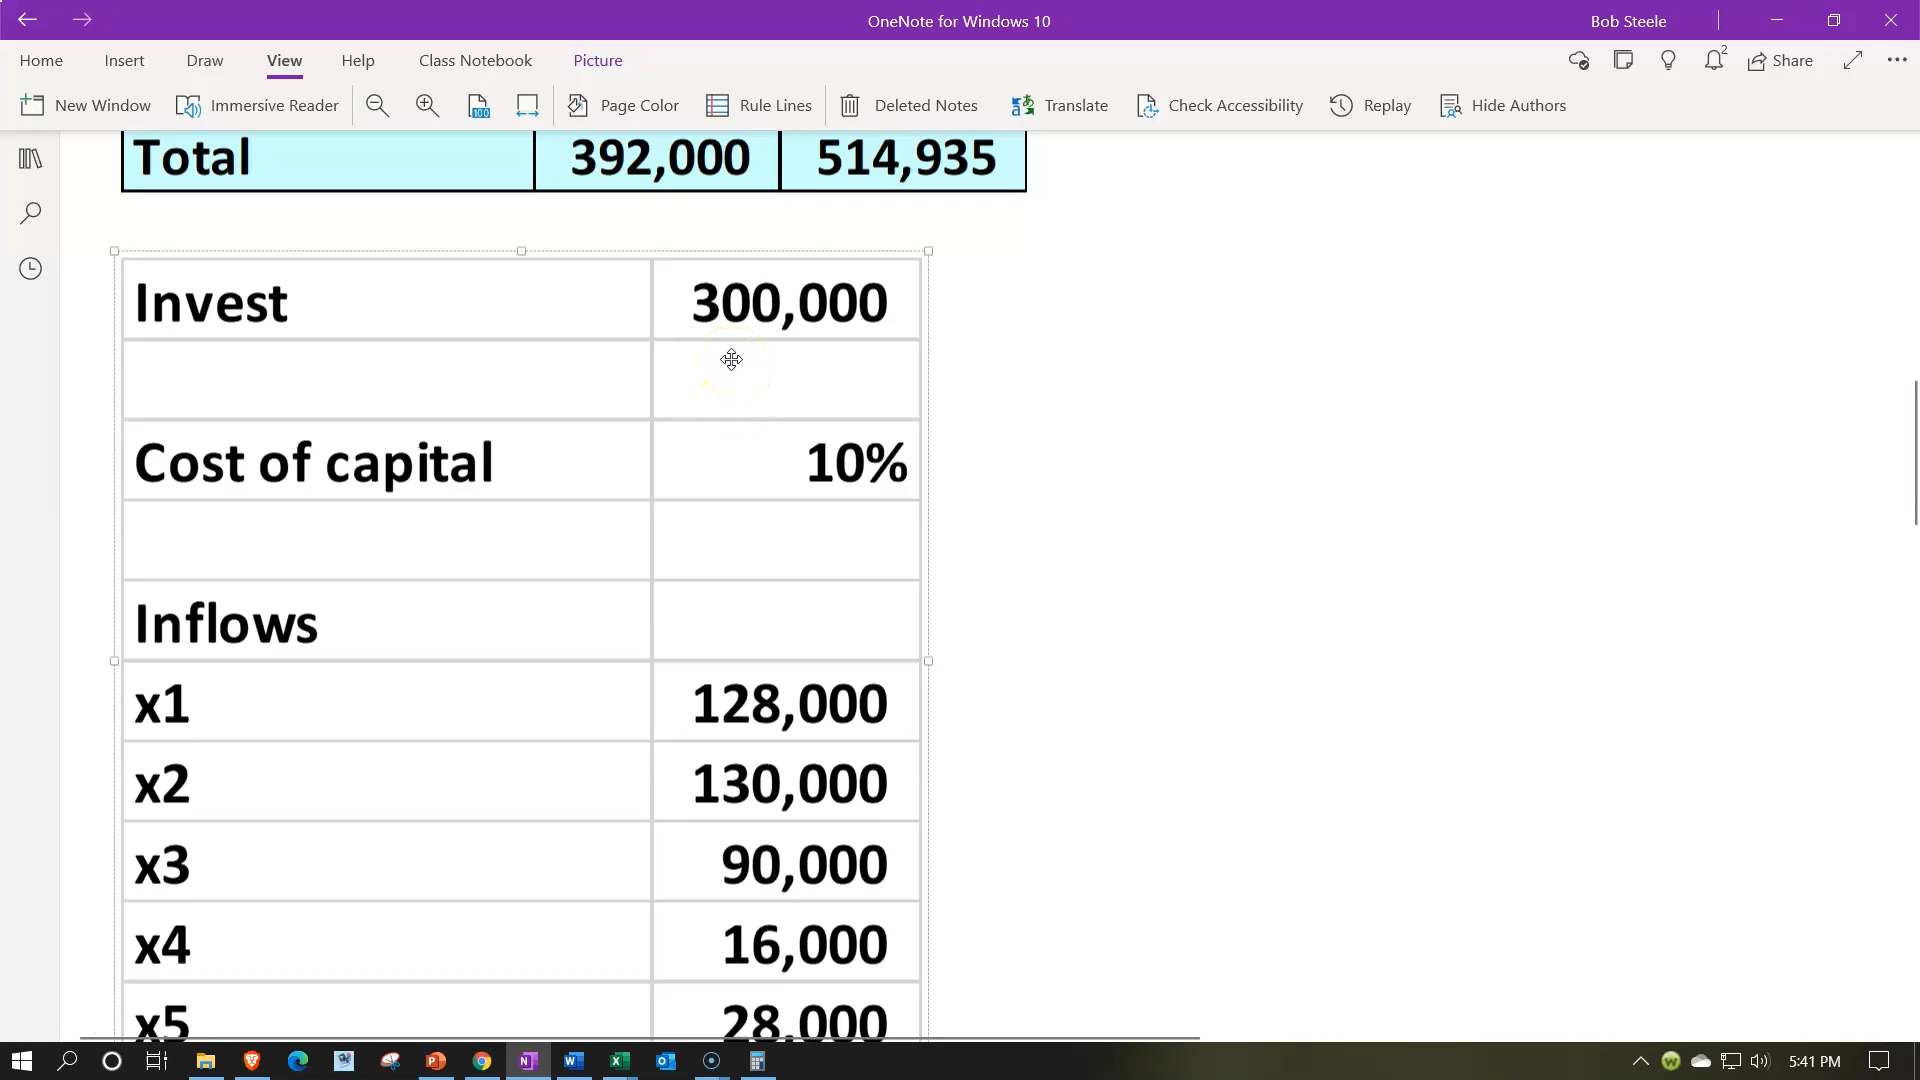 OneNote for Windows 10
Bob Steele
Home Insert Draw View Help Class Notebook Picture
2
Share
New Window Immersive Reader 100 Page Color Rule Lines Deleted Notes Translate Check Accessibility Replay Hide Authors
Total 392,000 514,935
Invest 300,000
Cost of capital 10%
Inflows
x1 128,000
x2 130,000
x3 90,000
x4 16,000
x5 28,000
5:41 PM